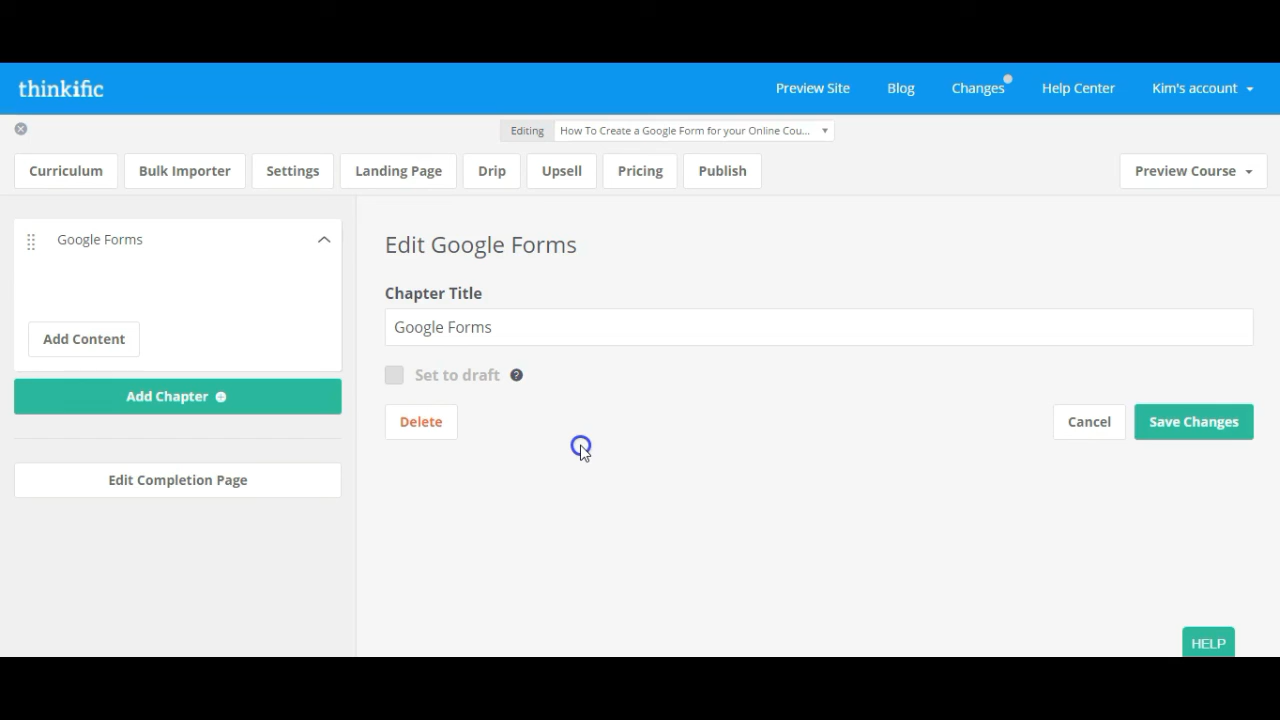 thinkific
Preview Site
Blog
Changes
Help Center
Kim's account
Editing
How To Create a Google Form for your Online Cou...
Curriculum
Bulk Importer
Settings
Landing Page
Drip
Upsell
Pricing
Publish
Preview Course
Google Forms
Add Content
Add Chapter
Edit Completion Page
Edit Google Forms
Chapter Title
Google Forms
Set to draft ?
Delete
Cancel
Save Changes
HELP